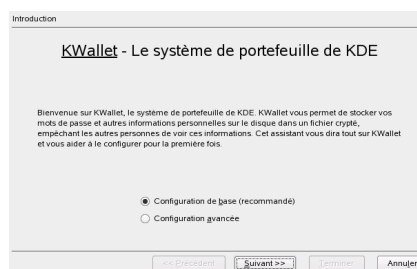 Introduction
KWallet - Le système de portefeuille de KDE
Bienvenue sur KWallet, le système de portefeuille de KDE. KWallet vous permet de stocker vos
mots de passe et autres informations personnelles sur le disque dans un fichier crypté,
empêchant les autres personnes de voir ces informations. Cet assistant vous dira tout sur KWallet
et vous aider à le configurer pour la première fois.
Configuration de base (recommandé)
Configuration avancée
<< Précédent Suivant >> Terminer Annuler